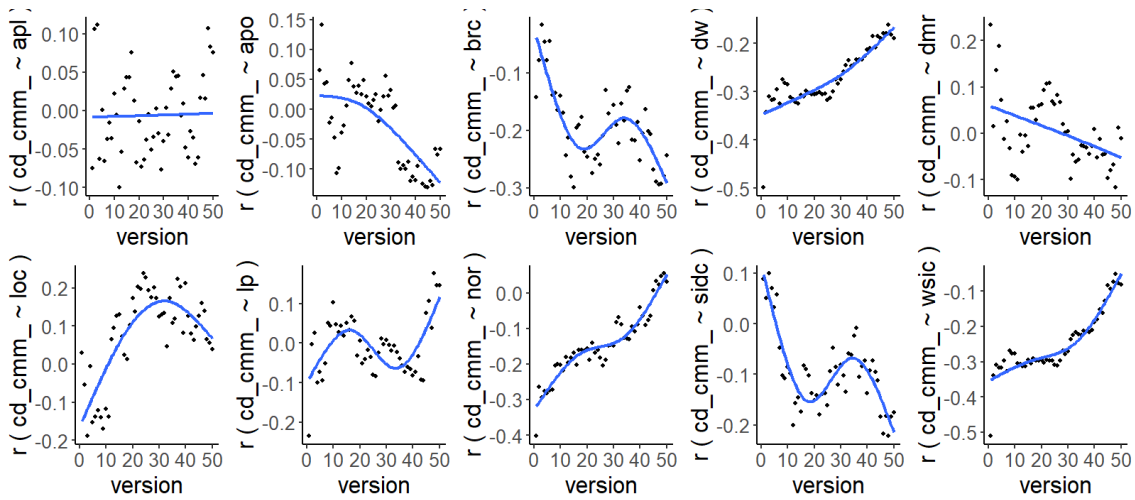 r ( cd_cmm_ ~ apl )
0.10
0.05
0.00
-0.05
-0.10
0 10 20 30 40 50
version
r ( cd_cmm_ ~ apo )
0.15
0.10
0.05
0.00
0.05
0.10
0 10 20 30 40 50
version
r ( cd_cmm_ ~ brc )
-0.1
-0.2
-0.3
0 10 20 30 40 50
version
r ( cd_cmm_ ~ dw )
-0.2
-0.3
-0.4
-0.5
0 10 20 30 40 50
version
r ( cd_cmm_ ~ dmr )
0.3
0.2
0.1
0.0
-0.1
0 10 20 30 40 50
version
r ( cd_cmm_ ~ loc )
0.2
0.1
0.0
-0.1
-0.2
0 10 20 30 40 50
version
r ( cd_cmm_ ~ lp )
0.1
0.0
-0.1
-0.2
0 10 20 30 40 50
version
r ( cd_cmm_ ~ nor )
0.0
-0.1
-0.2
-0.3
-0.4
0 10 20 30 40 50
version
r ( cd_cmm_ ~ sidc )
0.1
0.0
-0.1
-0.2
0 10 20 30 40 50
version
r ( cd_cmm_ ~ wsic )
-0.1
-0.2
-0.3
-0.4
-0.5
0 10 20 30 40 50
version